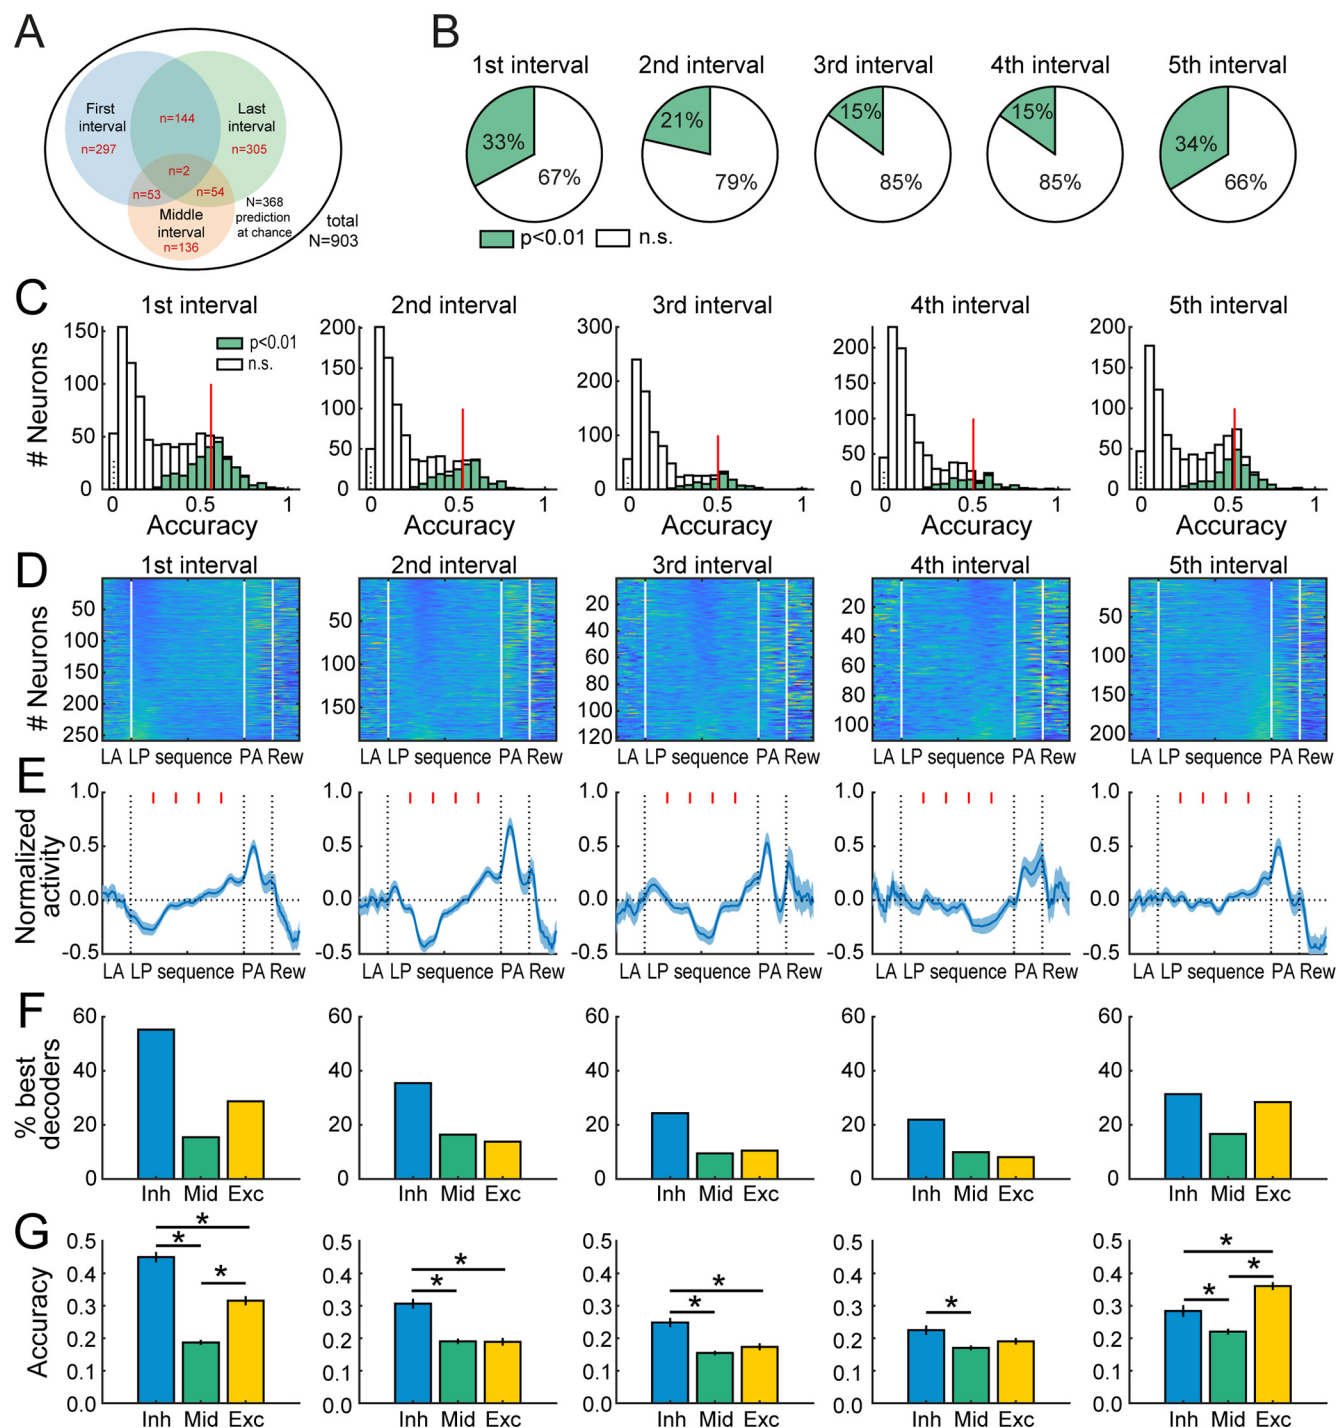 A
First
interval
n=297
n=144
Last
interval
n=305
n=2
n=53
n=54
Middle
interval
n=136
N=368
prediction
at chance
total
N=903
B
1st interval
2nd interval
3rd interval
4th interval
5th interval
33%
67%
21%
79%
15%
85%
15%
85%
34%
66%
p<0.01
n.s.
C
1st interval
2nd interval
3rd interval
4th interval
5th interval
# Neurons
150
100
50
0
p<0.01
n.s.
0 0.5 1
Accuracy
200
150
100
50
0
0 0.5 1
Accuracy
300
200
100
0
0 0.5 1
Accuracy
200
150
100
50
0
0 0.5 1
Accuracy
200
150
100
50
0
0 0.5 1
Accuracy
D
1st interval
2nd interval
3rd interval
4th interval
5th interval
# Neurons
50
100
150
200
250
LA LP sequence PA Rew
50
100
150
LA LP sequence PA Rew
20
40
60
80
100
120
LA LP sequence PA Rew
20
40
60
80
100
LA LP sequence PA Rew
50
100
150
200
LA LP sequence PA Rew
E
Normalized
activity
1.0
0.5
0.0
-0.5
LA LP sequence PA Rew
1.0
0.5
0.0
-0.5
LA LP sequence PA Rew
1.0
0.5
0.0
-0.5
LA LP sequence PA Rew
1.0
0.5
0.0
-0.5
LA LP sequence PA Rew
1.0
0.5
0.0
-0.5
LA LP sequence PA Rew
F
% best
decoders
60
40
20
0
Inh Mid Exc
60
40
20
0
Inh Mid Exc
60
40
20
0
Inh Mid Exc
60
40
20
0
Inh Mid Exc
60
40
20
0
Inh Mid Exc
G
Accuracy
0.5
0.4
0.3
0.2
0.1
0.0
* * *
Inh Mid Exc
0.5
0.4
0.3
0.2
0.1
0.0
* *
Inh Mid Exc
0.5
0.4
0.3
0.2
0.1
0.0
* *
Inh Mid Exc
0.5
0.4
0.3
0.2
0.1
0.0
*
Inh Mid Exc
0.5
0.4
0.3
0.2
0.1
0.0
* * *
Inh Mid Exc